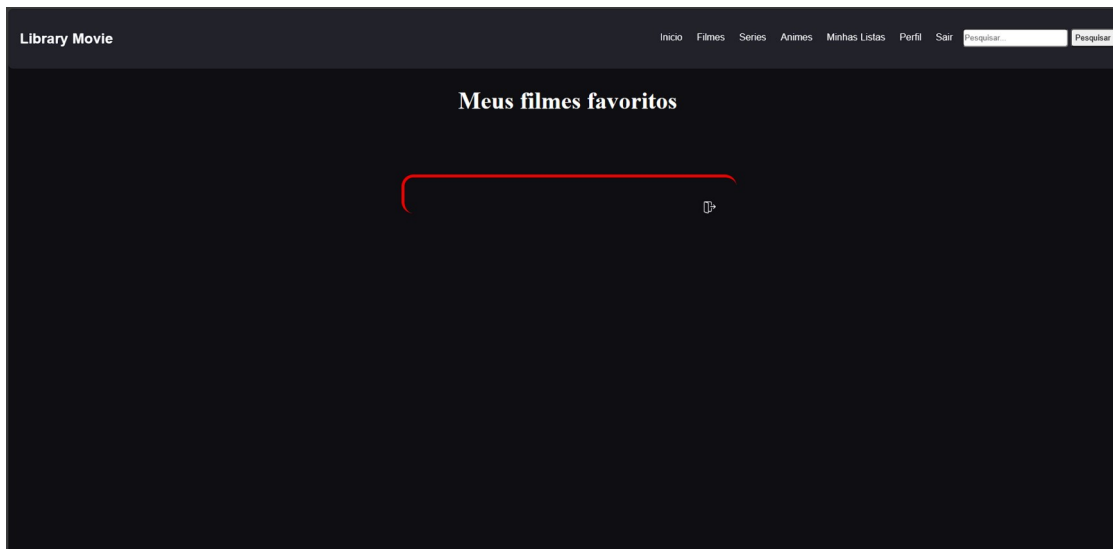 Library Movie
Inicio Filmes Series Animes Minhas Listas Perfil Sair Pesquisar... Pesquisar
Meus filmes favoritos